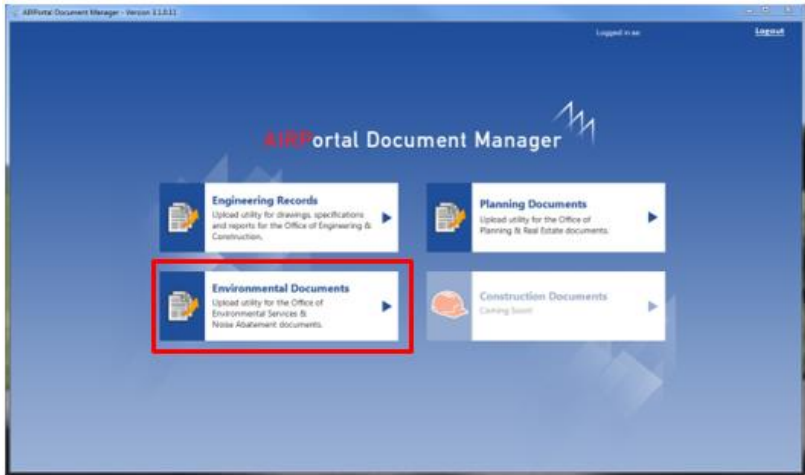 AIRPortal Document Manager - Version 3.1.0.11
Logged in as:
Logout
AIRPortal Document Manager
Engineering Records
Upload utility for drawings, specifications
and reports for the Office of Engineering &
Construction.
Planning Documents
Upload utility for the Office of
Planning & Real Estate documents.
Environmental Documents
Upload utility for the Office of
Environmental Services &
Noise Abatement documents.
Construction Documents
Coming Soon!